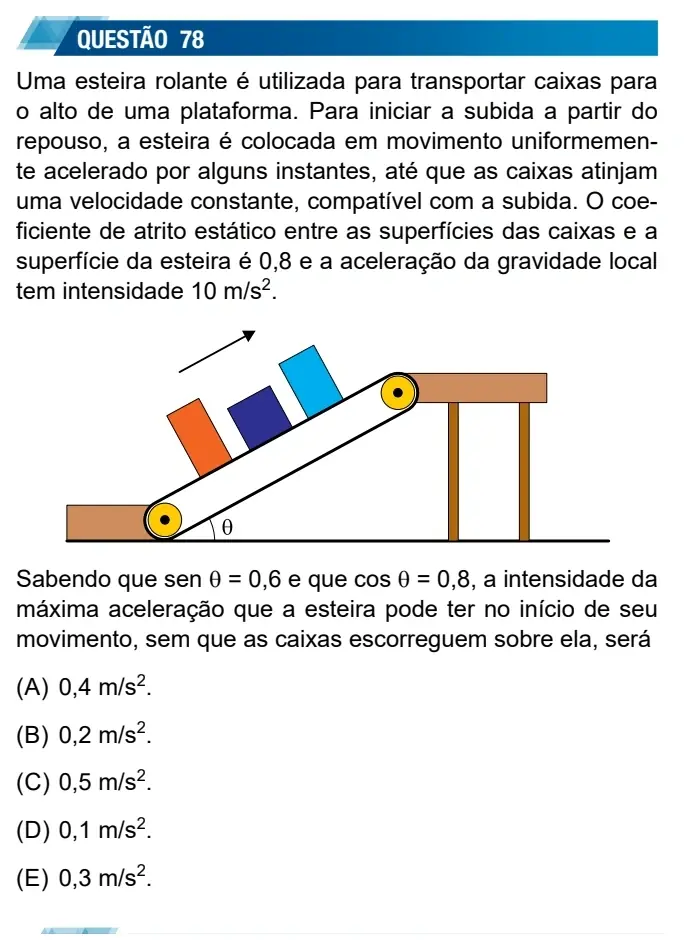 QUESTÃO 78
Uma esteira rolante é utilizada para transportar caixas para
o alto de uma plataforma. Para iniciar a subida a partir do
repouso, a esteira é colocada em movimento uniformemen-
te acelerado por alguns instantes, até que as caixas atinjam
uma velocidade constante, compatível com a subida. O coe-
ficiente de atrito estático entre as superfícies das caixas e a
superfície da esteira é 0,8 e a aceleração da gravidade local
tem intensidade 10 m/s².
θ
Sabendo que sen θ = 0,6 e que cos θ = 0,8, a intensidade da
máxima aceleração que a esteira pode ter no início de seu
movimento, sem que as caixas escorreguem sobre ela, será
(A) 0,4 m/s².
(B) 0,2 m/s².
(C) 0,5 m/s².
(D) 0,1 m/s².
(E) 0,3 m/s².